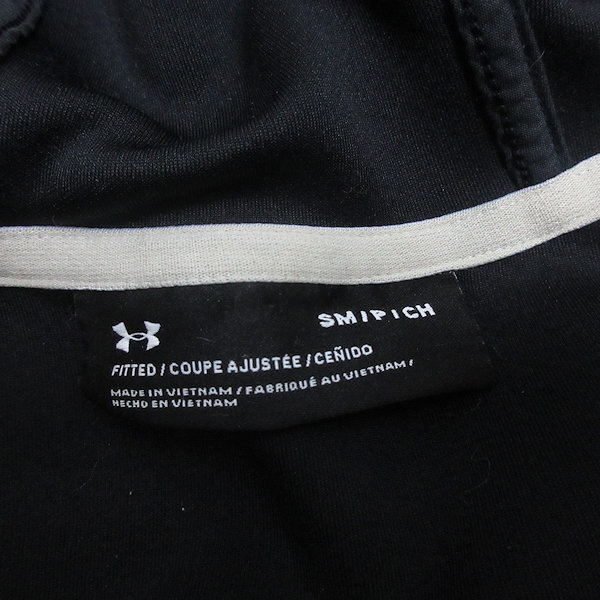 SM/P/CH
FITTED / COUPE AJUSTÉE / CEÑIDO
MADE IN VIETNAM / FABRIQUÉ AU VIETNAM /
HECHO EN VIETNAM